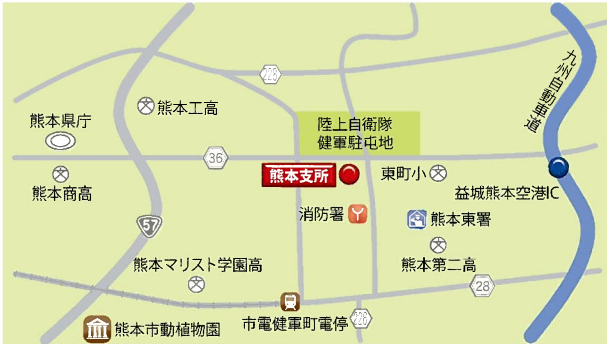 九州自動車道
226
熊本工高
熊本県庁
陸上自衛隊
健軍駐屯地
36
熊本支所
東町小
熊本商高
益城熊本空港IC
消防署
熊本東署
57
熊本マリスト学園高
熊本第二高
28
市電健軍町電停
226
熊本市動植物園